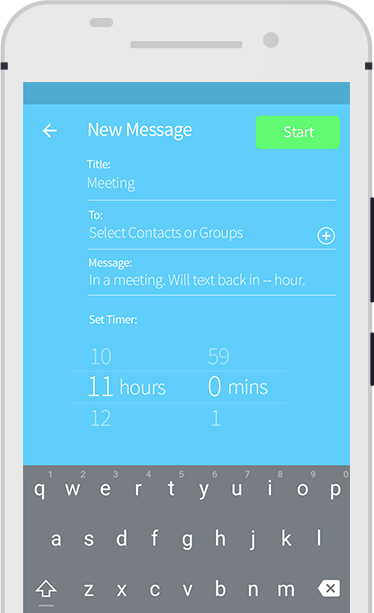 New Message
Start
Title:
Meeting
To:
Select Contacts or Groups
Message:
In a meeting. Will text back in -- hour.
Set Timer:
10 59
11 hours 0 mins
12 1
1 2 3 4 5 6 7 8 9 0
q w e r t y u i o p
a s d f g h j k l
z x c v b n m